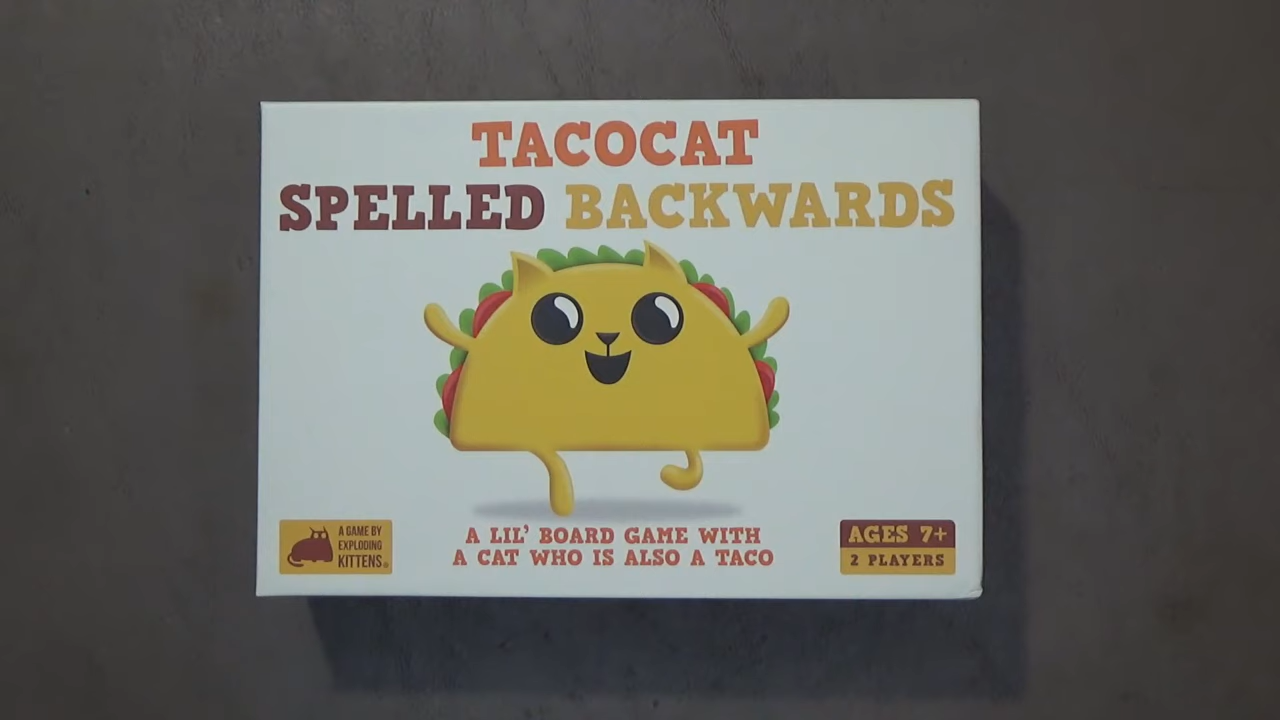 TACOCAT
SPELLED BACKWARDS
A GAME BY
EXPLODING
KITTENS®
A LIL' BOARD GAME WITH
A CAT WHO IS ALSO A TACO
AGES 7+
2 PLAYERS